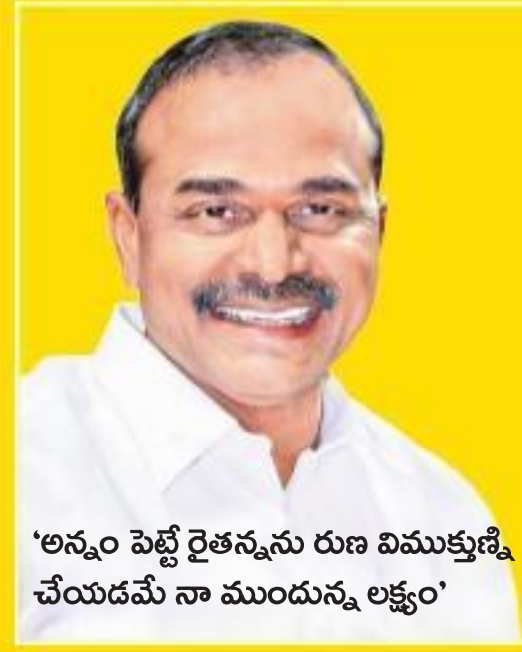 ‘అన్నం పెట్టే రైతన్నను రుణ విముక్తుణ్ని
చేయడమే నా ముందున్న లక్ష్యం’